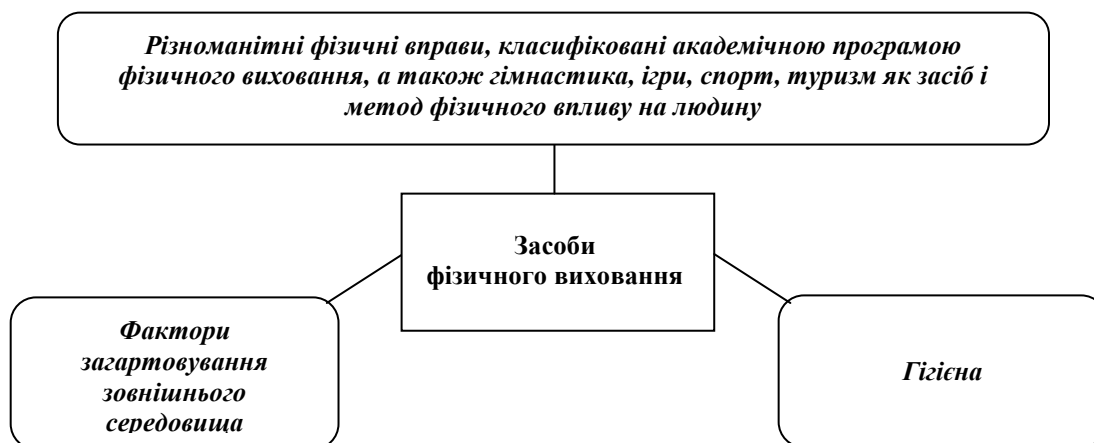 Різноманітні фізичні вправи, класифіковані академічною програмою
фізичного виховання, а також гімнастика, ігри, спорт, туризм як засіб і
метод фізичного впливу на людину
Засоби
фізичного виховання
Фактори
загартовування
зовнішнього
середовища
Гігієна